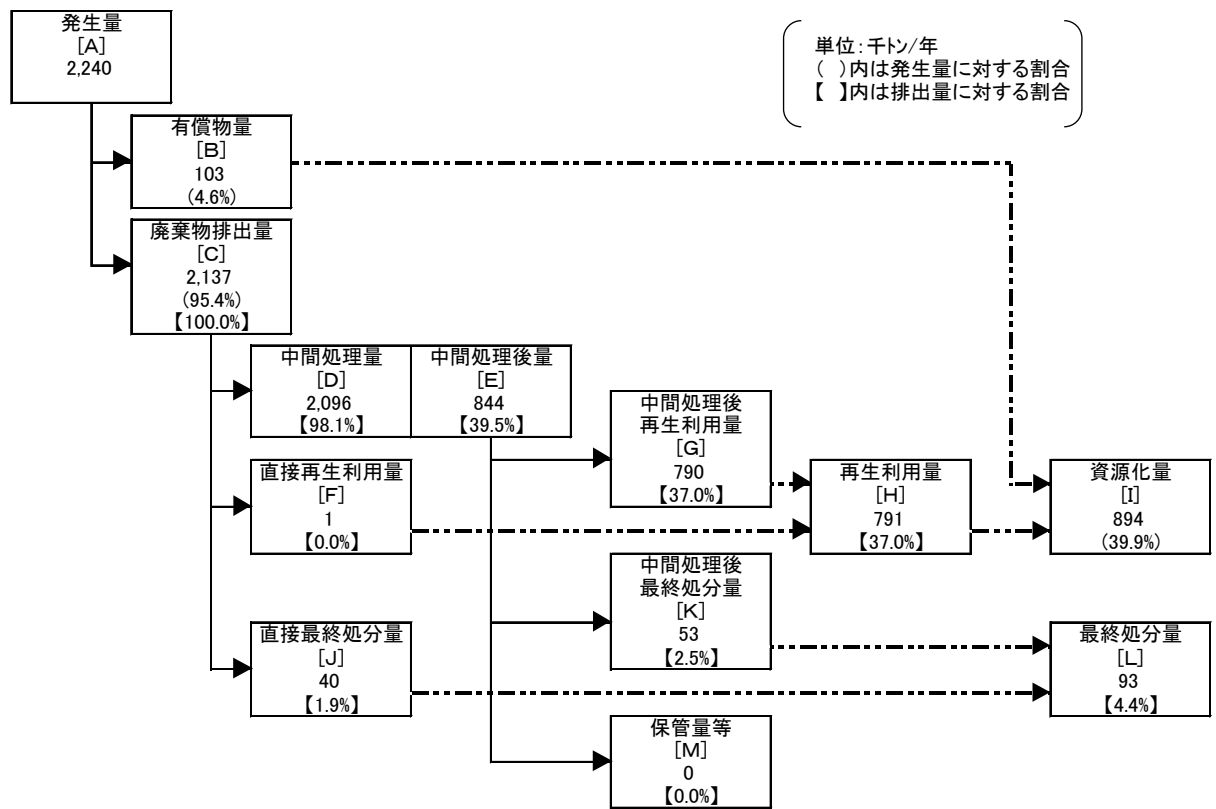 発生量
[A]
2,240
単位:千トン/年
( )内は発生量に対する割合
【 】内は排出量に対する割合
有償物量
[B]
103
(4.6%)
廃棄物排出量
[C]
2,137
(95.4%)
【100.0%】
中間処理量
[D]
2,096
【98.1%】
中間処理後量
[E]
844
【39.5%】
中間処理後
再生利用量
[G]
790
【37.0%】
直接再生利用量
[F]
1
【0.0%】
再生利用量
[H]
791
【37.0%】
資源化量
[I]
894
(39.9%)
中間処理後
最終処分量
[K]
53
【2.5%】
直接最終処分量
[J]
40
【1.9%】
最終処分量
[L]
93
【4.4%】
保管量等
[M]
0
【0.0%】